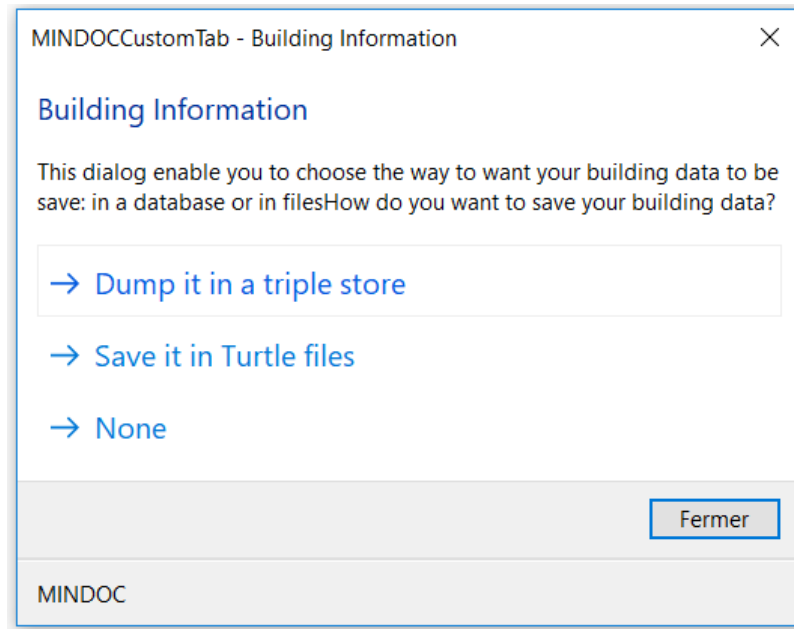 MINDOCCustomTab - Building Information
Building Information
This dialog enable you to choose the way to want your building data to be
save: in a database or in filesHow do you want to save your building data?
Dump it in a triple store
Save it in Turtle files
None
Fermer
MINDOC